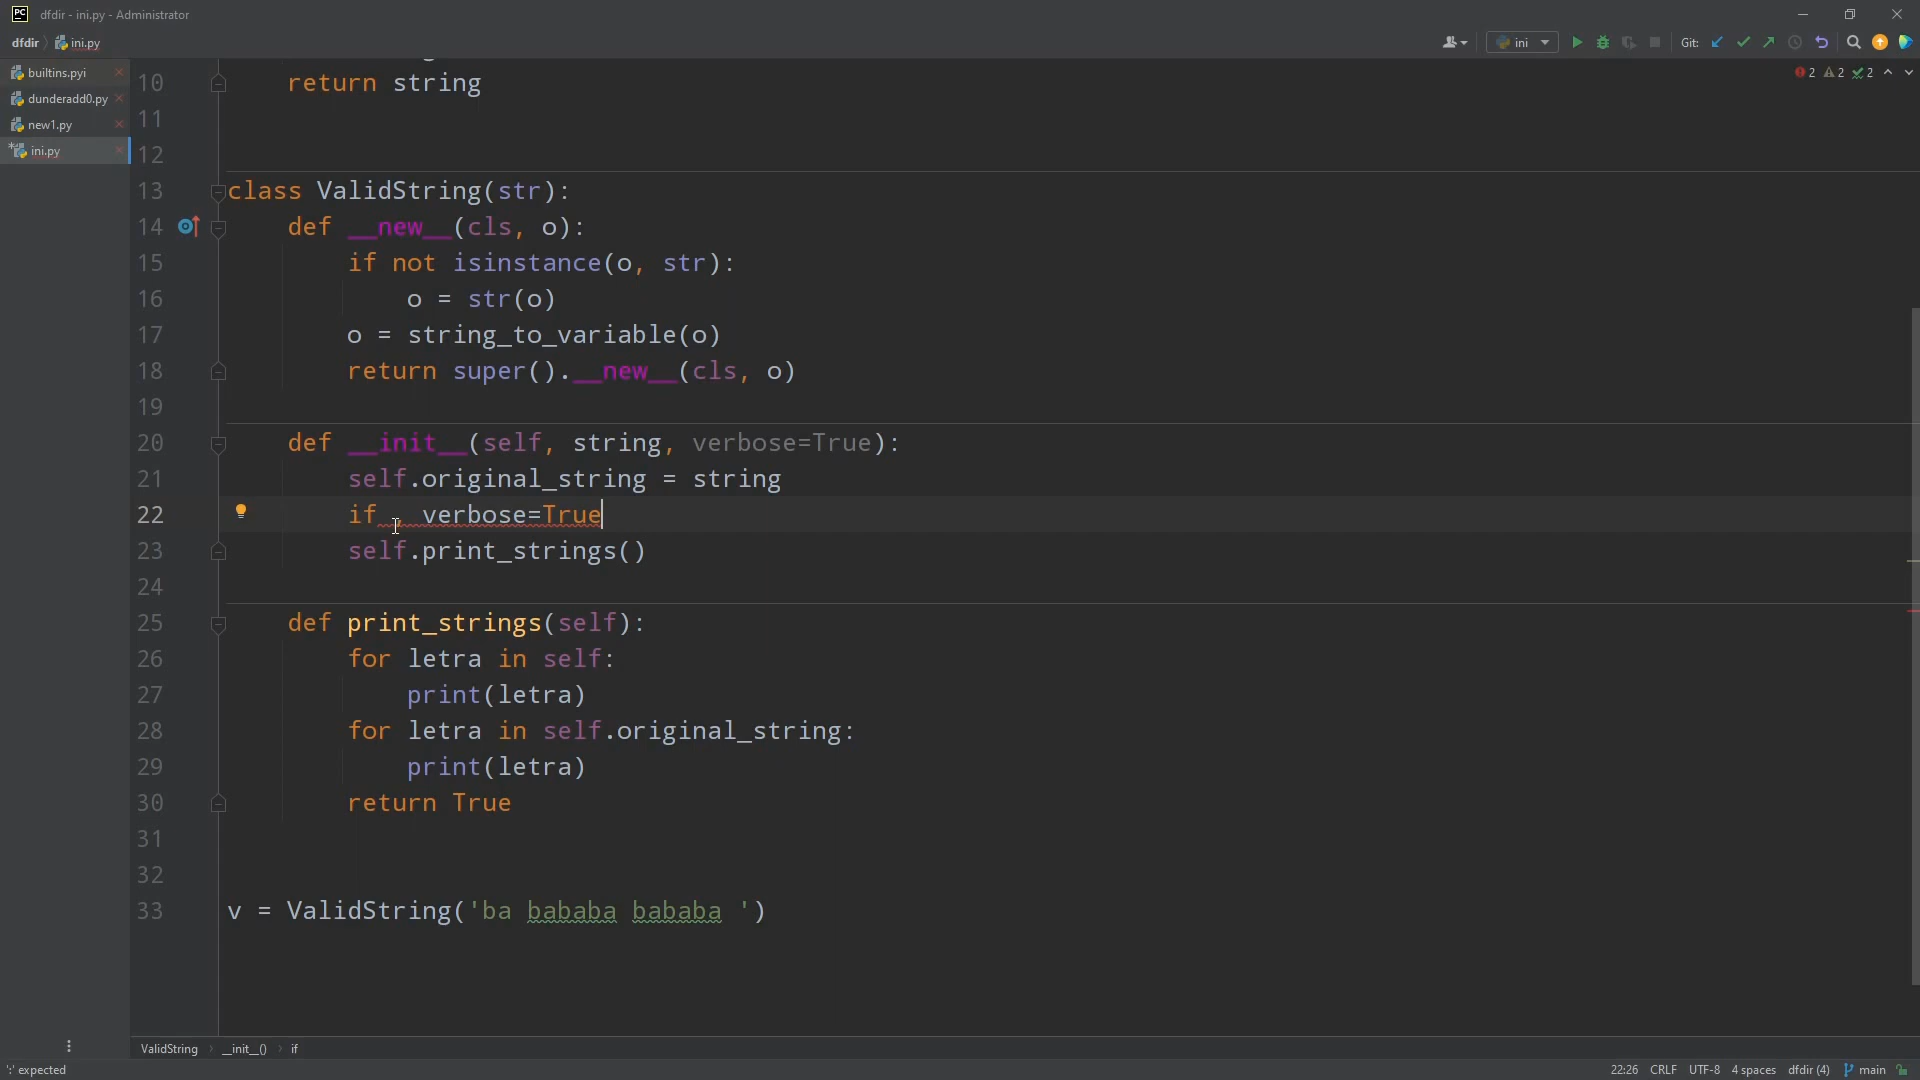 PC dfdir - ini.py - Administrator
dfdir ini.py
ini
Git:
builtins.pyi
dunderadd0.py
new1.py
ini.py
2 2 2
10 return string
11
12
13 class ValidString(str):
14 def __new__(cls, o):
15 if not isinstance(o, str):
16 o = str(o)
17 o = string_to_variable(o)
18 return super().__new__(cls, o)
19
20 def __init__(self, string, verbose=True):
21 self.original_string = string
22 if , verbose=True
23 self.print_strings()
24
25 def print_strings(self):
26 for letra in self:
27 print(letra)
28 for letra in self.original_string:
29 print(letra)
30 return True
31
32
33 v = ValidString('ba bababa bababa ')
ValidString __init__() if
':' expected
22:26 CRLF UTF-8 4 spaces dfdir (4) main